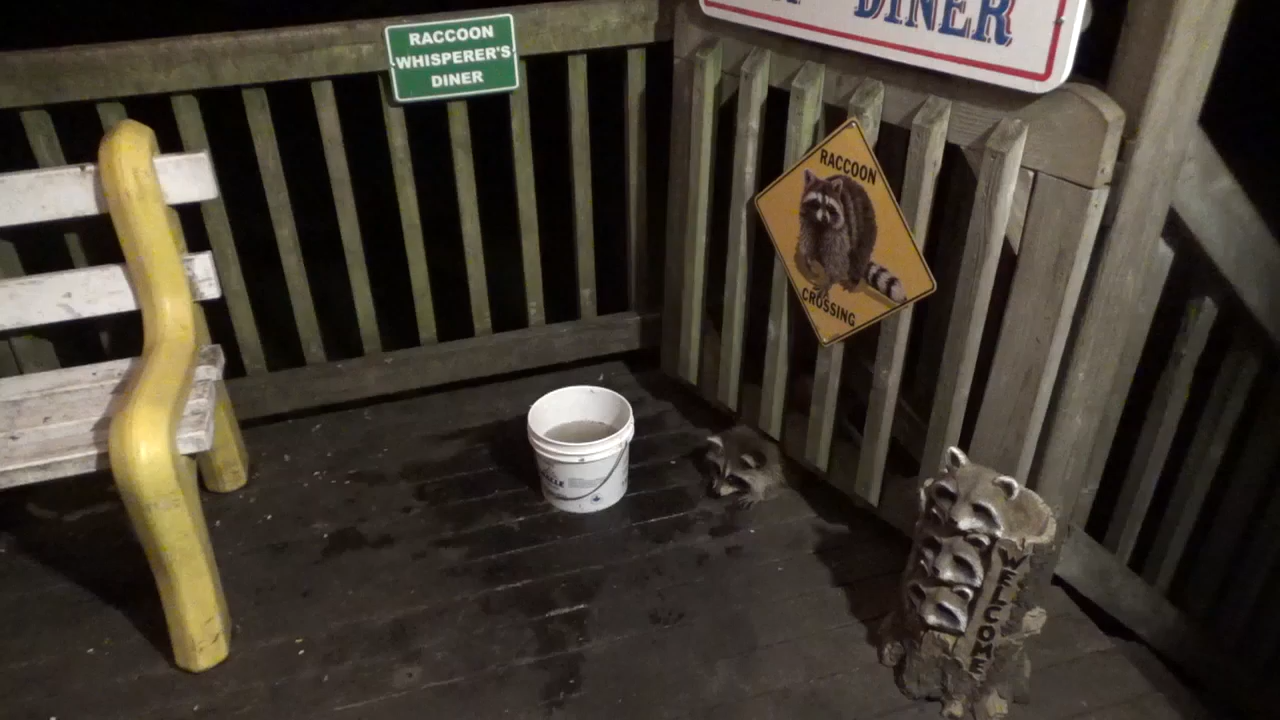 RACCOON
WHISPERER'S
DINER
DINER
RACCOON
CROSSING
WELCOME